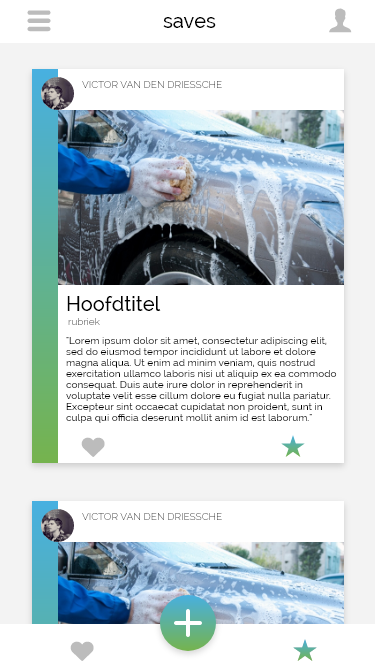 saves
VICTOR VAN DEN DRIESSCHE
Hoofdtitel
rubriek
"Lorem ipsum dolor sit amet, consectetur adipiscing elit,
sed do eiusmod tempor incididunt ut labore et dolore
magna aliqua. Ut enim ad minim veniam, quis nostrud
exercitation ullamco laboris nisi ut aliquip ex ea commodo
consequat. Duis aute irure dolor in reprehenderit in
voluptate velit esse cillum dolore eu fugiat nulla pariatur.
Excepteur sint occaecat cupidatat non proident, sunt in
culpa qui officia deserunt mollit anim id est laborum."
VICTOR VAN DEN DRIESSCHE